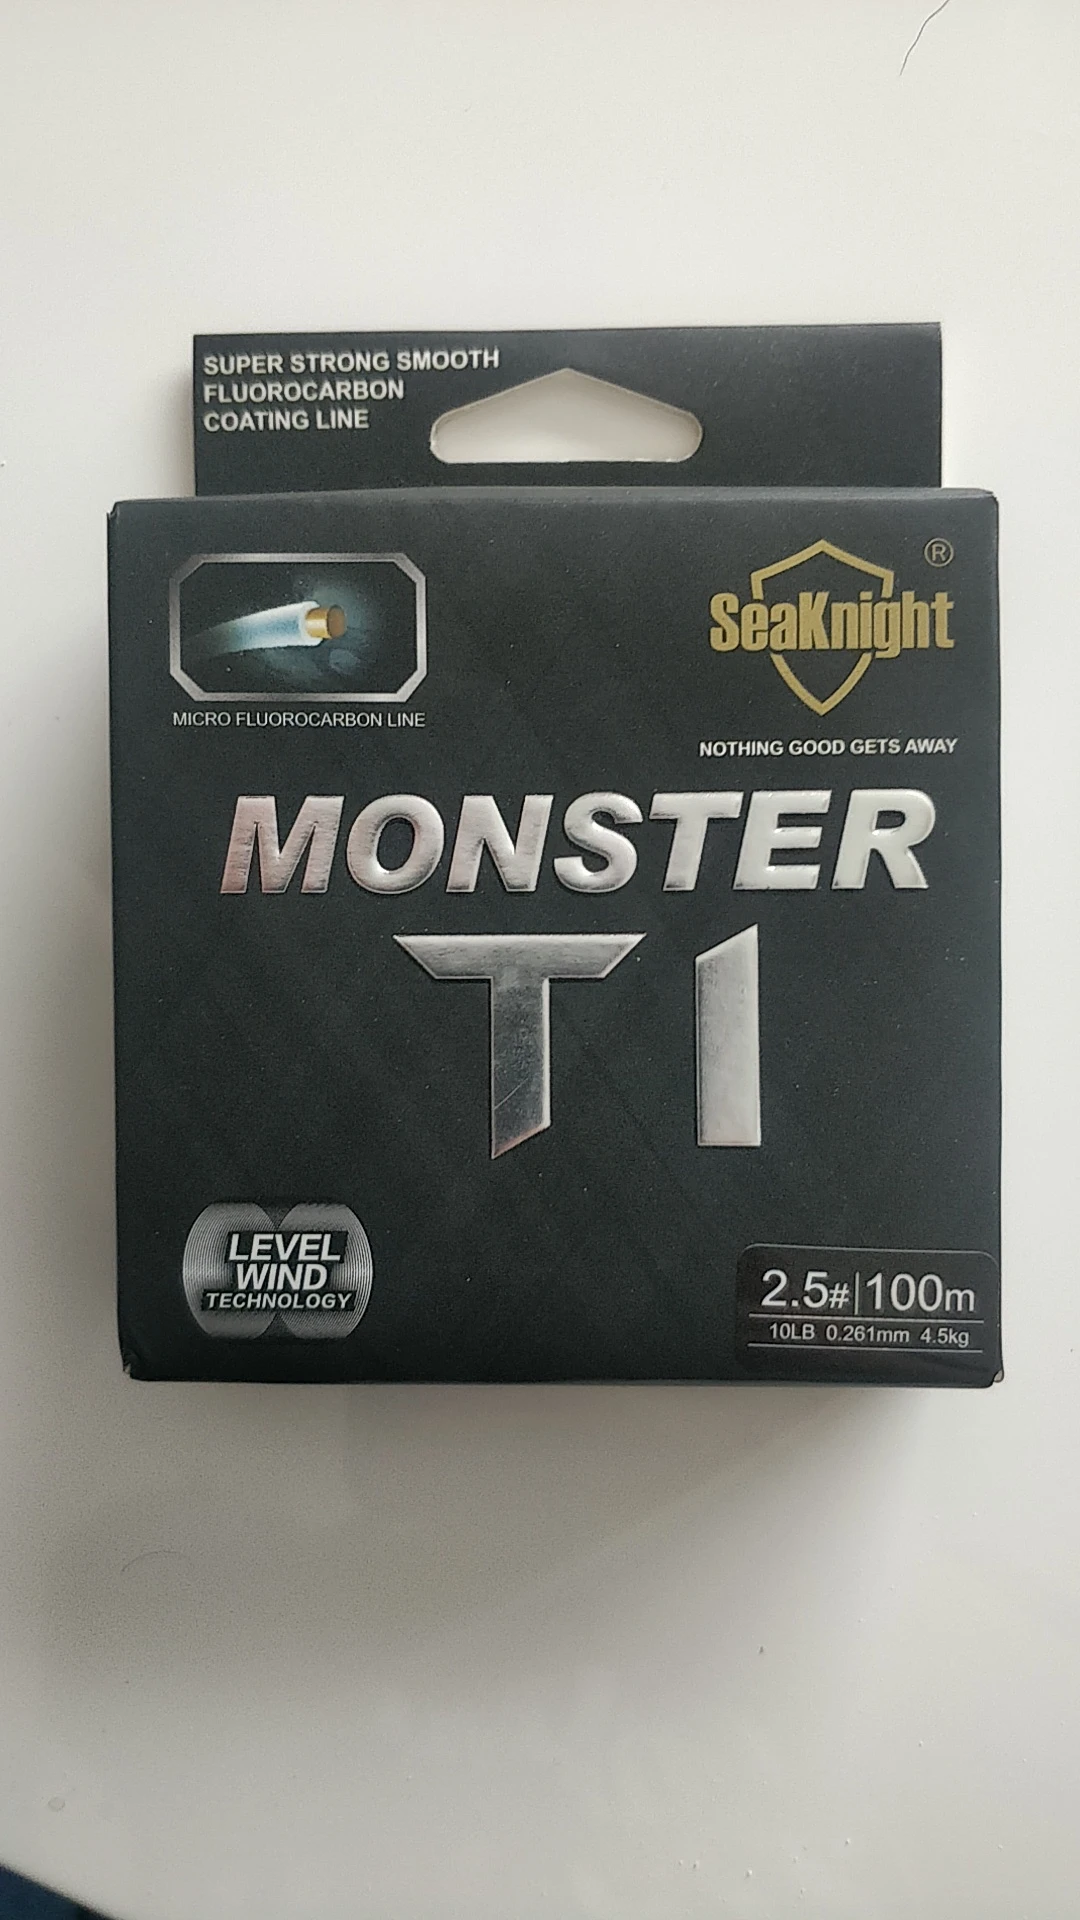 SUPER STRONG SMOOTH
FLUOROCARBON
COATING LINE
MICRO FLUOROCARBON LINE
SeaKnight®
NOTHING GOOD GETS AWAY
MONSTER
T1
LEVEL
WIND
TECHNOLOGY
2.5#|100m
10LB 0.261mm 4.5kg